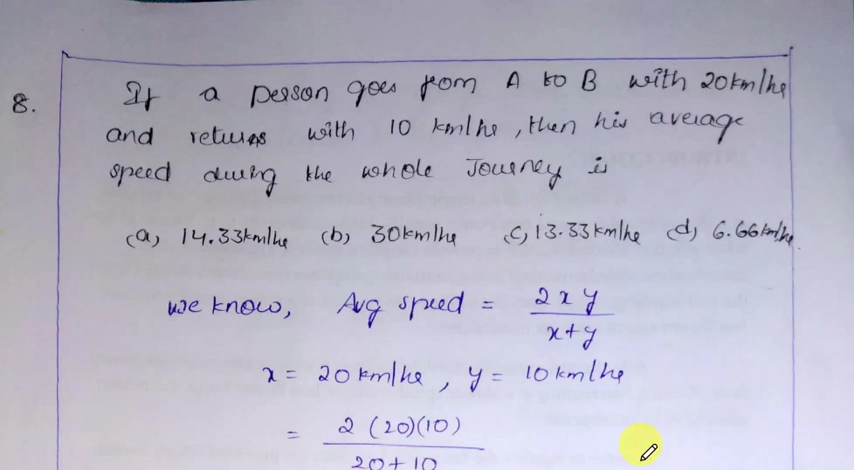 8. If a person goes from A to B with 20km/hr
and returns with 10 km/hr, then his average
speed during the whole Journey is
(a) 14.33km/hr (b) 30km/hr (c) 13.33km/hr (d) 6.66km/hr
we know, Avg speed = 2xy / x+y
x = 20 km/hr, y = 10km/hr
= 2 (20)(10) / 20+10